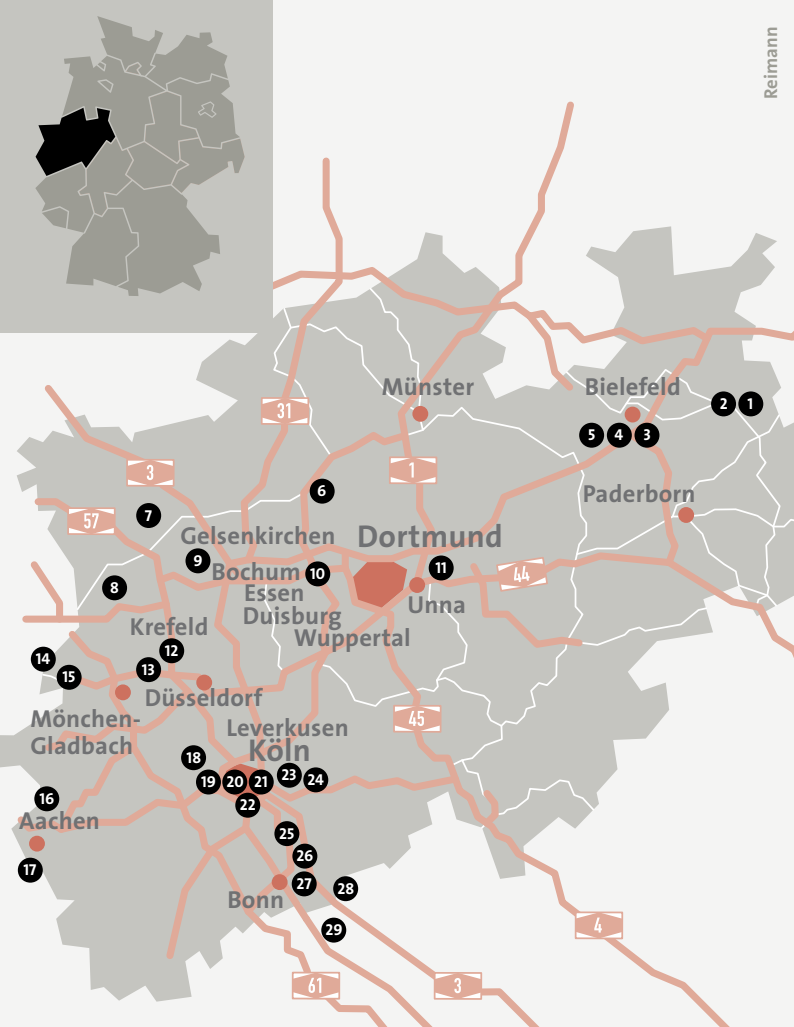 Reimann
Münster
Bielefeld
2
1
31
5
4
3
1
3
6
Paderborn
7
57
Gelsenkirchen
Dortmund
9
Bochum
10
11
44
8
Essen
Unna
Duisburg
Krefeld
Wuppertal
12
14
13
15
Düsseldorf
Mönchen-
Gladbach
45
Leverkusen
Köln
18
19
20
21
23
24
16
22
Aachen
25
17
26
27
28
Bonn
29
4
61
3